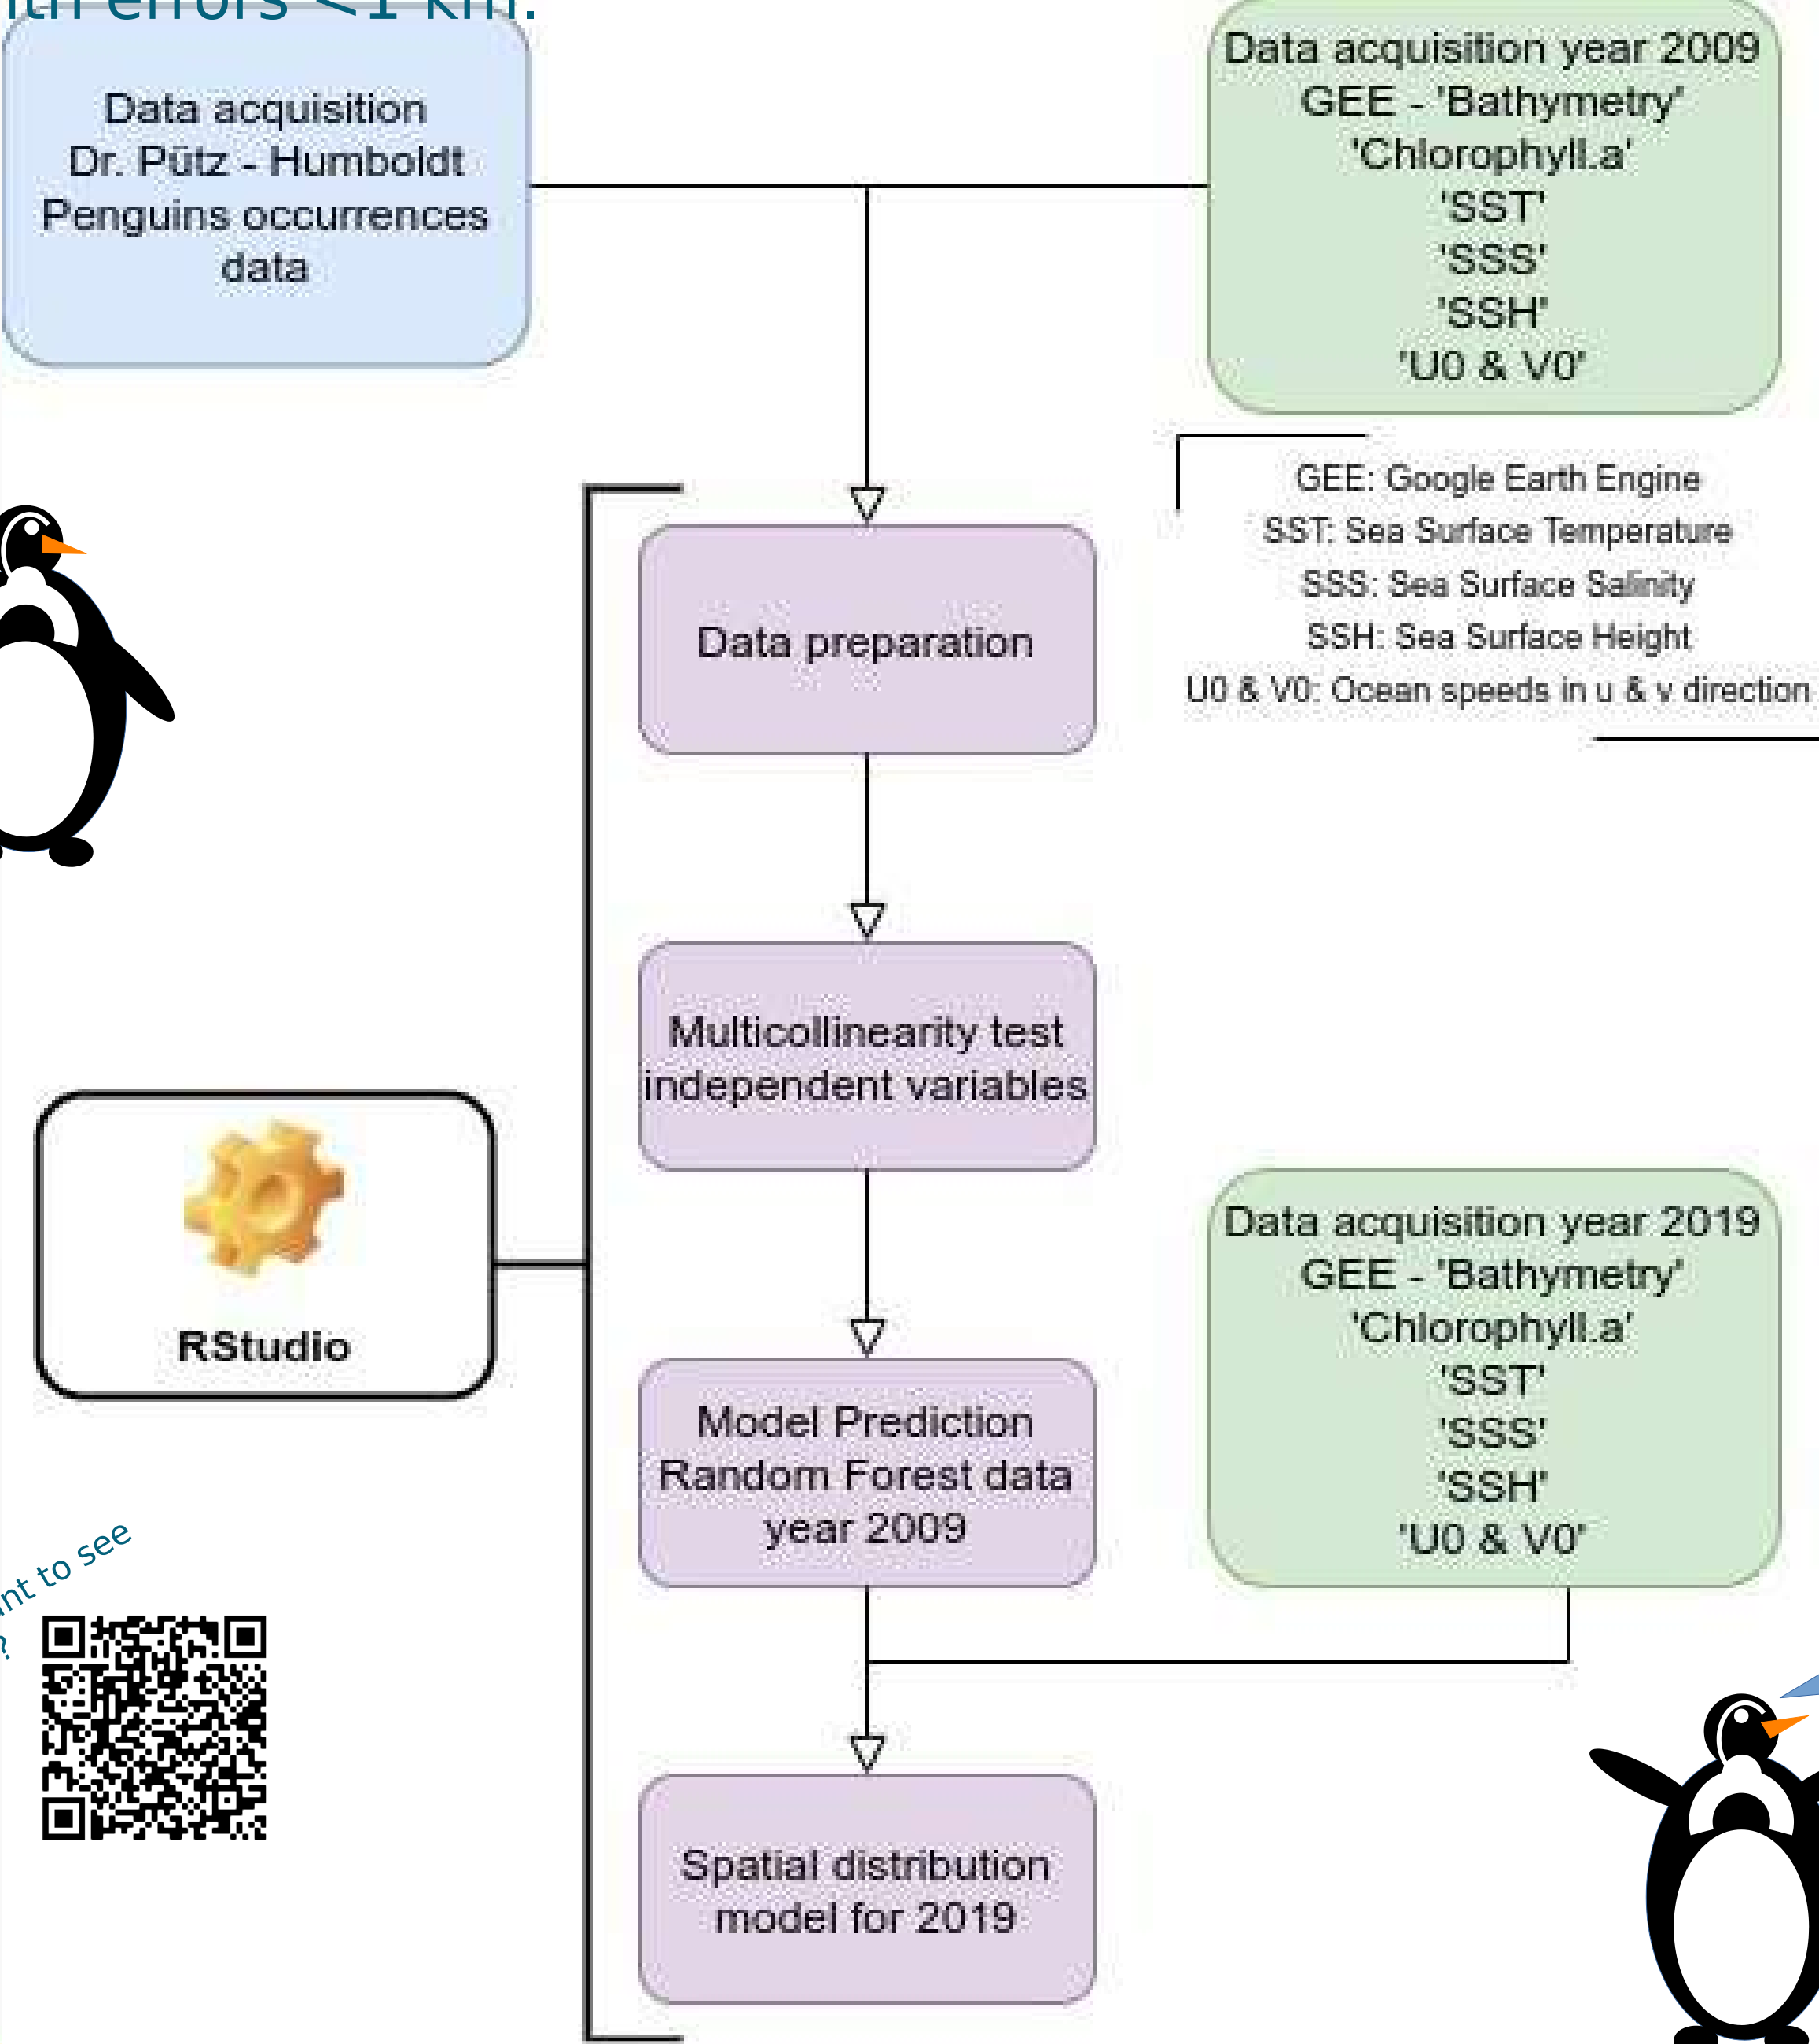 errors <1 km.
Data acquisition
Dr. Pütz - Humboldt
Penguins occurrences
data
Data acquisition year 2009
GEE - 'Bathymetry'
'Chlorophyll.a'
'SST'
'SSS'
'SSH'
'U0 & V0'
GEE: Google Earth Engine
SST: Sea Surface Temperature
SSS: Sea Surface Salinity
SSH: Sea Surface Height
U0 & V0: Ocean speeds in u & v direction
Data preparation
Multicollinearity test
independent variables
RStudio
Data acquisition year 2019
GEE - 'Bathymetry'
'Chlorophyll.a'
'SST'
'SSS'
'SSH'
'U0 & V0'
Model Prediction
Random Forest data
year 2009
to see
?
Spatial distribution
model for 2019